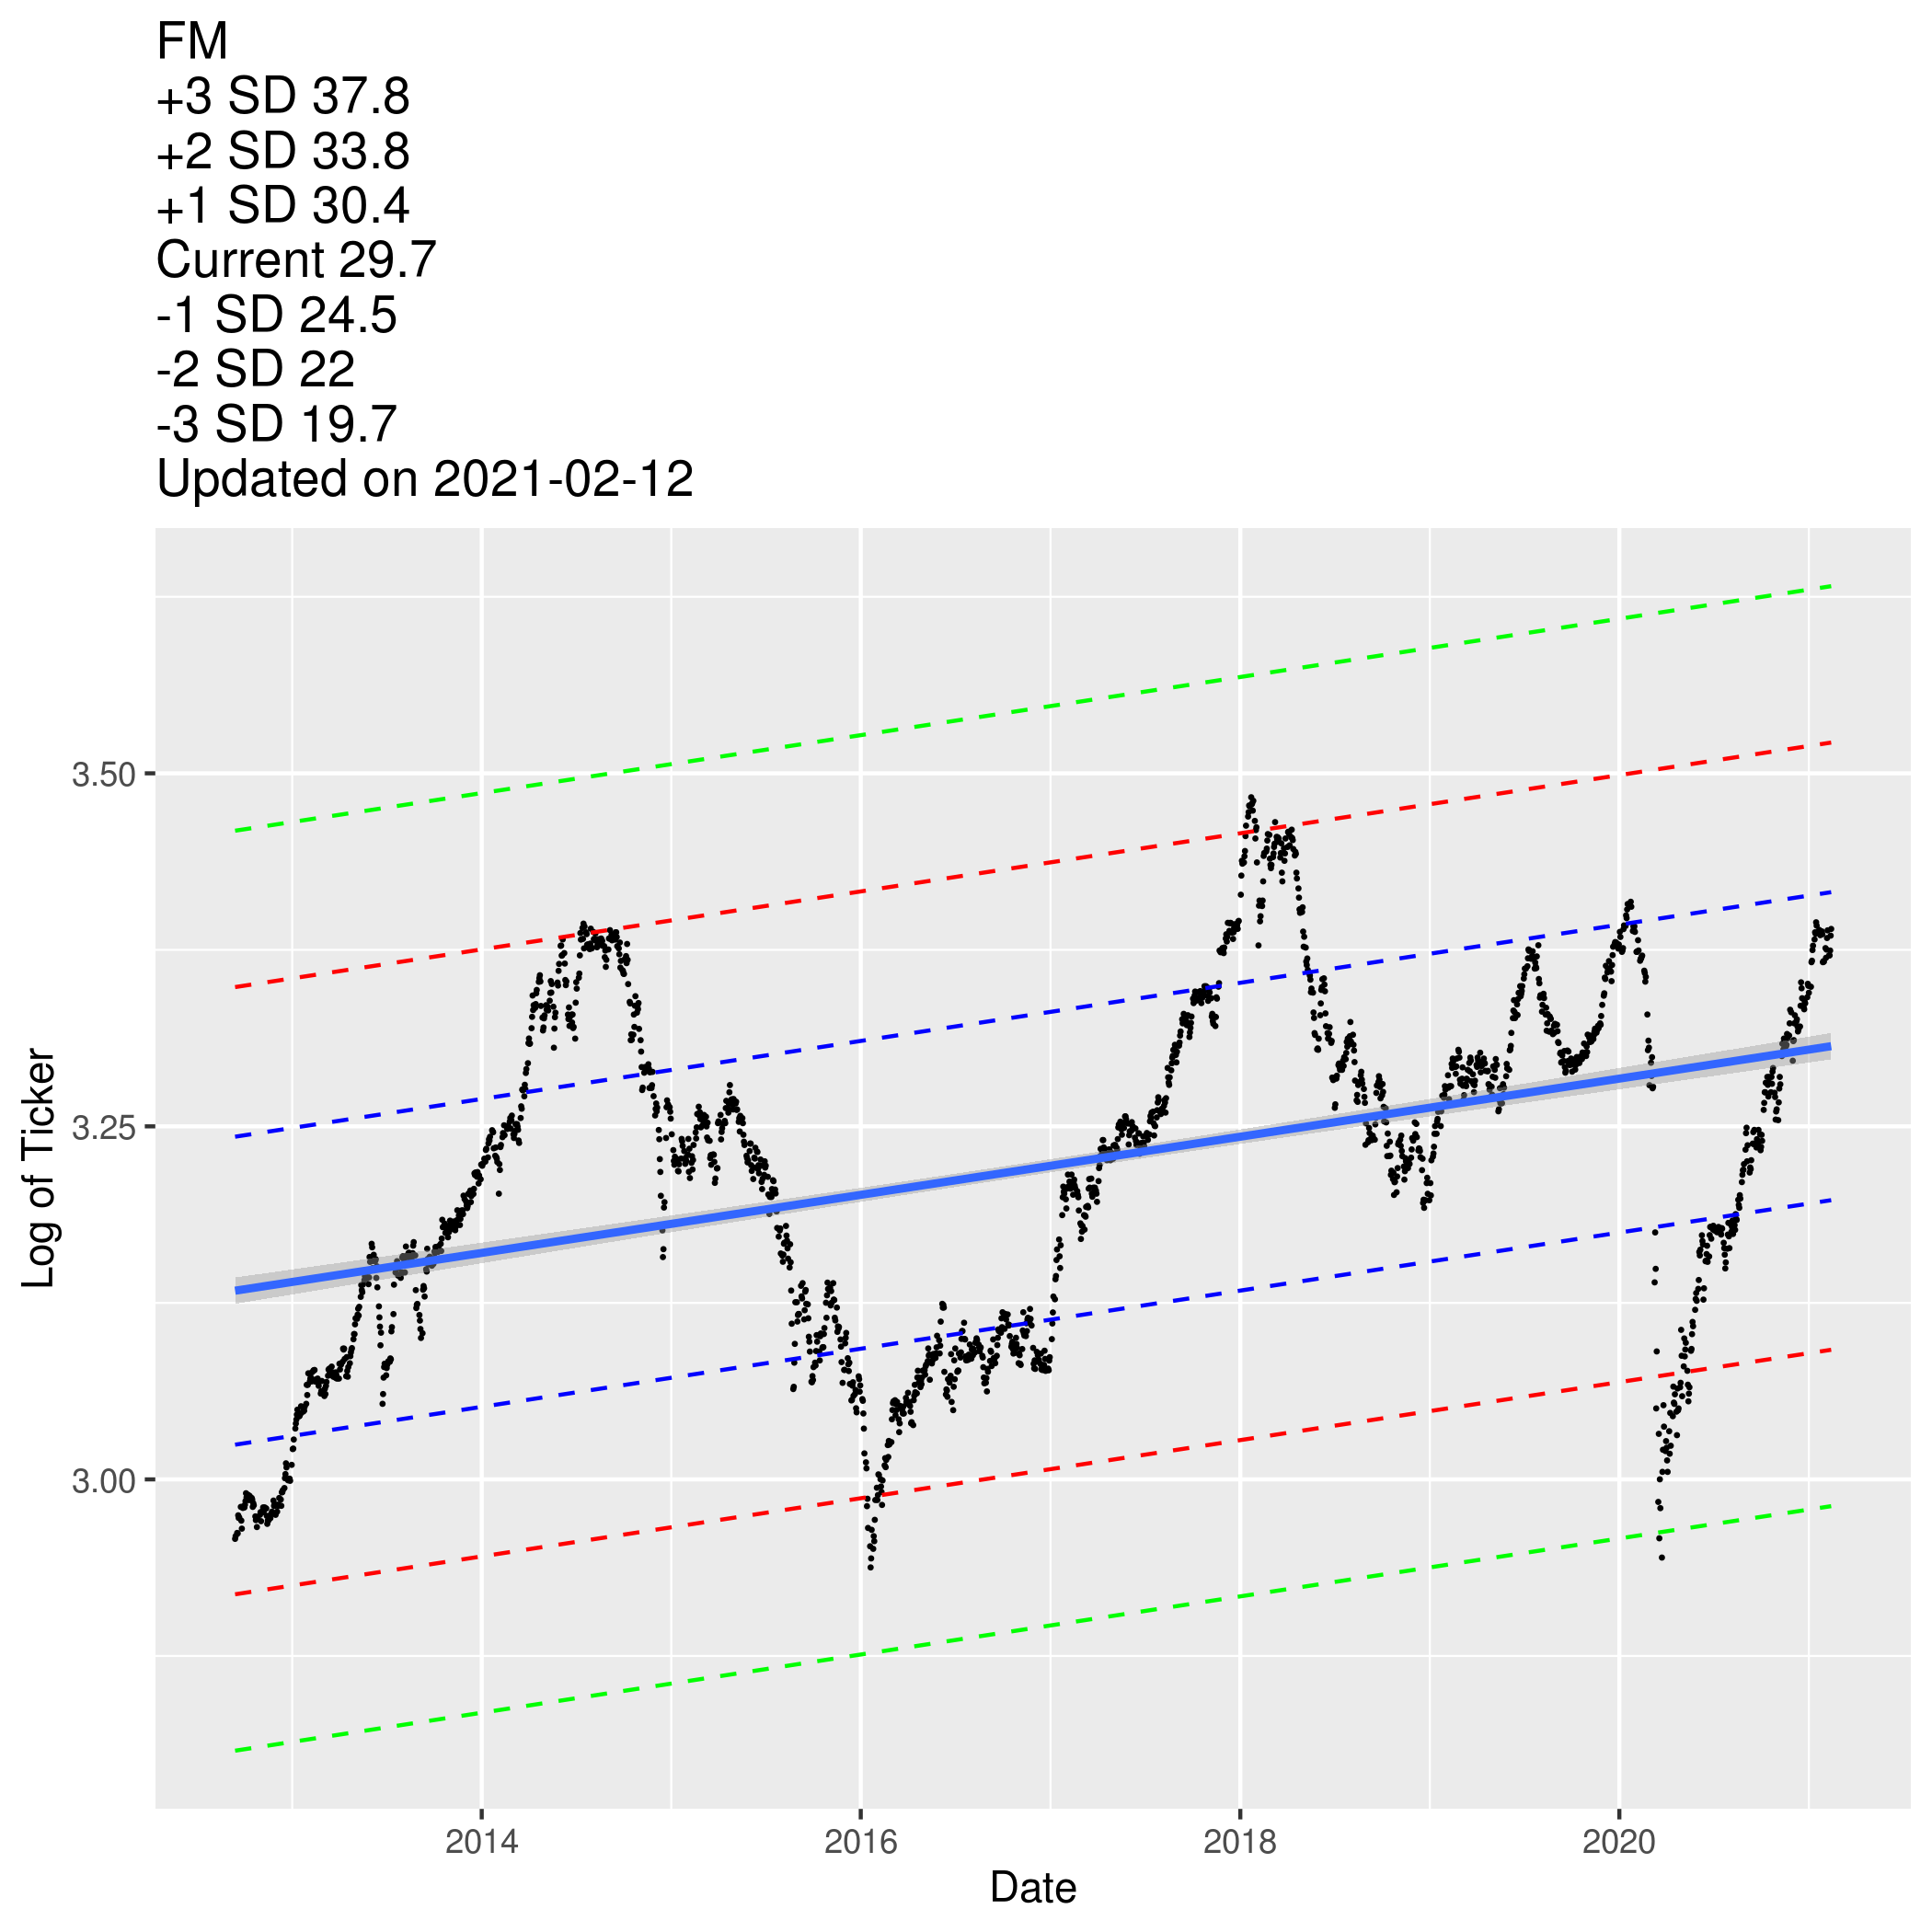 FM
+3 SD 37.8
+2 SD 33.8
+1 SD 30.4
Current 29.7
-1 SD 24.5
-2 SD 22
-3 SD 19.7
Updated on 2021-02-12
Log of Ticker
3.50
3.25
3.00
2014 2016 2018 2020
Date